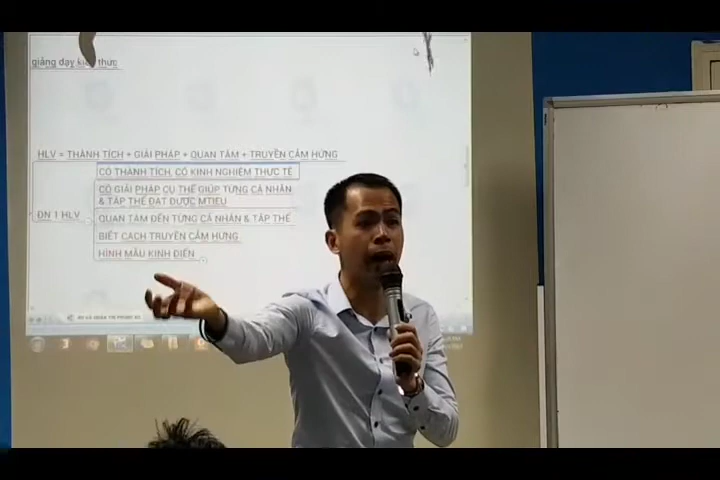 giảng dạy kiến thức
HLV = THÀNH TÍCH + GIẢI PHÁP + QUAN TÂM + TRUYỀN CẢM HỨNG
CÓ THÀNH TÍCH, CÓ KINH NGHIỆM THỰC TẾ
CÓ GIẢI PHÁP CỤ THỂ GIÚP TỪNG CÁ NHÂN
& TẬP THỂ ĐẠT ĐƯỢC MTIEU
ĐN 1 HLV
QUAN TÂM ĐẾN TỪNG CÁ NHÂN & TẬP THỂ
BIẾT CÁCH TRUYỀN CẢM HỨNG
HÌNH MẪU KINH ĐIỂN